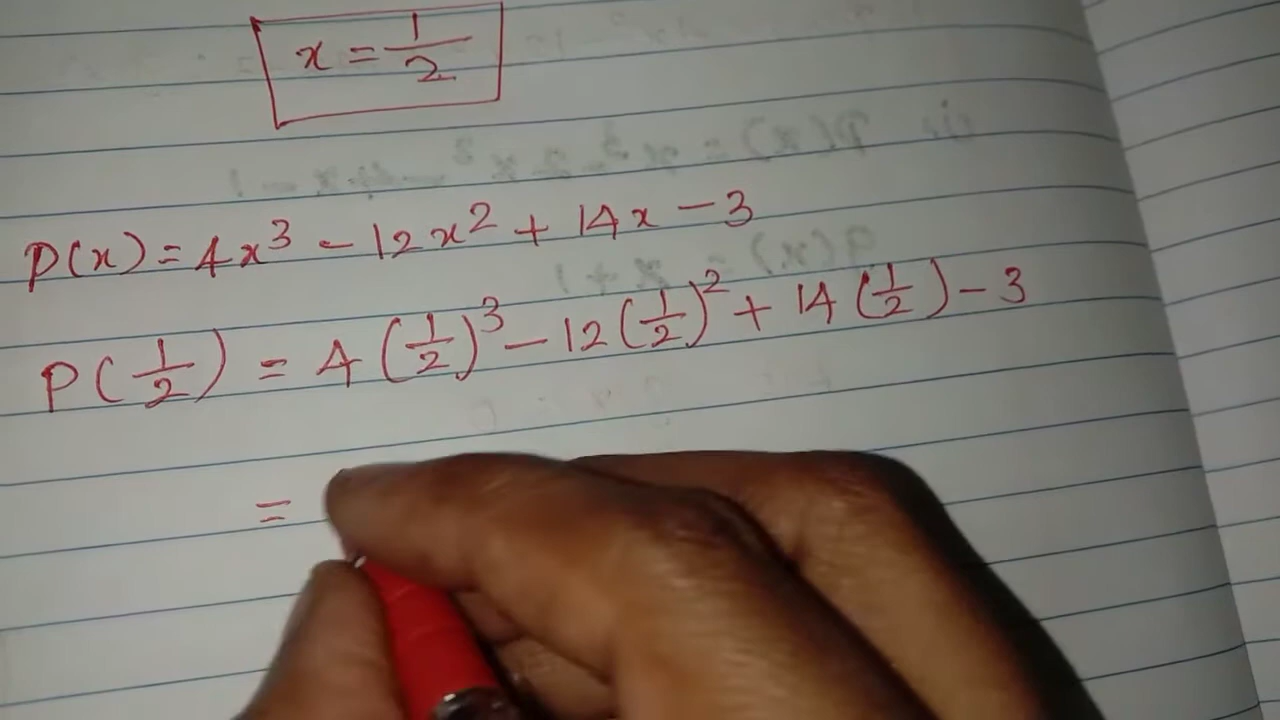 x = 1/2
P(x) = 4x³ - 12x² + 14x - 3
P(1/2) = 4(1/2)³ - 12(1/2)² + 14(1/2) - 3
=